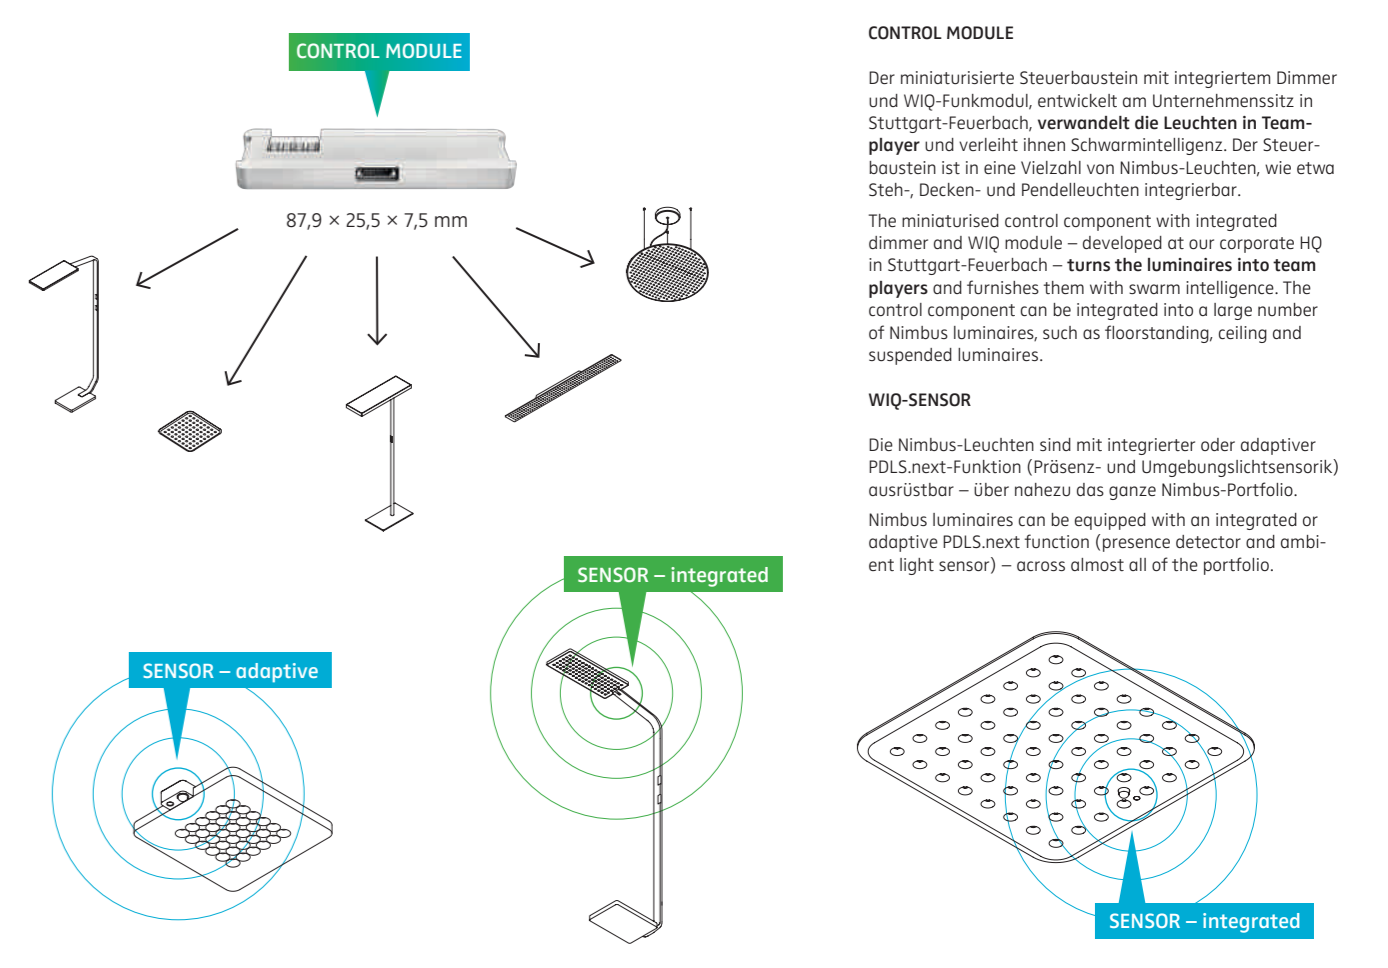 CONTROL MODULE
87,9 × 25,5 × 7,5 mm
SENSOR – integrated
SENSOR – adaptive
SENSOR – integrated
CONTROL MODULE
Der miniaturisierte Steuerbaustein mit integriertem Dimmer
und WIQ-Funkmodul, entwickelt am Unternehmenssitz in
Stuttgart-Feuerbach, verwandelt die Leuchten in Team-
player und verleiht ihnen Schwarmintelligenz. Der Steuer-
baustein ist in eine Vielzahl von Nimbus-Leuchten, wie etwa
Steh-, Decken- und Pendelleuchten integrierbar.
The miniaturised control component with integrated
dimmer and WIQ module – developed at our corporate HQ
in Stuttgart-Feuerbach – turns the luminaires into team
players and furnishes them with swarm intelligence. The
control component can be integrated into a large number
of Nimbus luminaires, such as floorstanding, ceiling and
suspended luminaires.
WIQ-SENSOR
Die Nimbus-Leuchten sind mit integrierter oder adaptiver
PDLS.next-Funktion (Präsenz- und Umgebungslichtsensorik)
ausrüstbar – über nahezu das ganze Nimbus-Portfolio.
Nimbus luminaires can be equipped with an integrated or
adaptive PDLS.next function (presence detector and ambi-
ent light sensor) – across almost all of the portfolio.